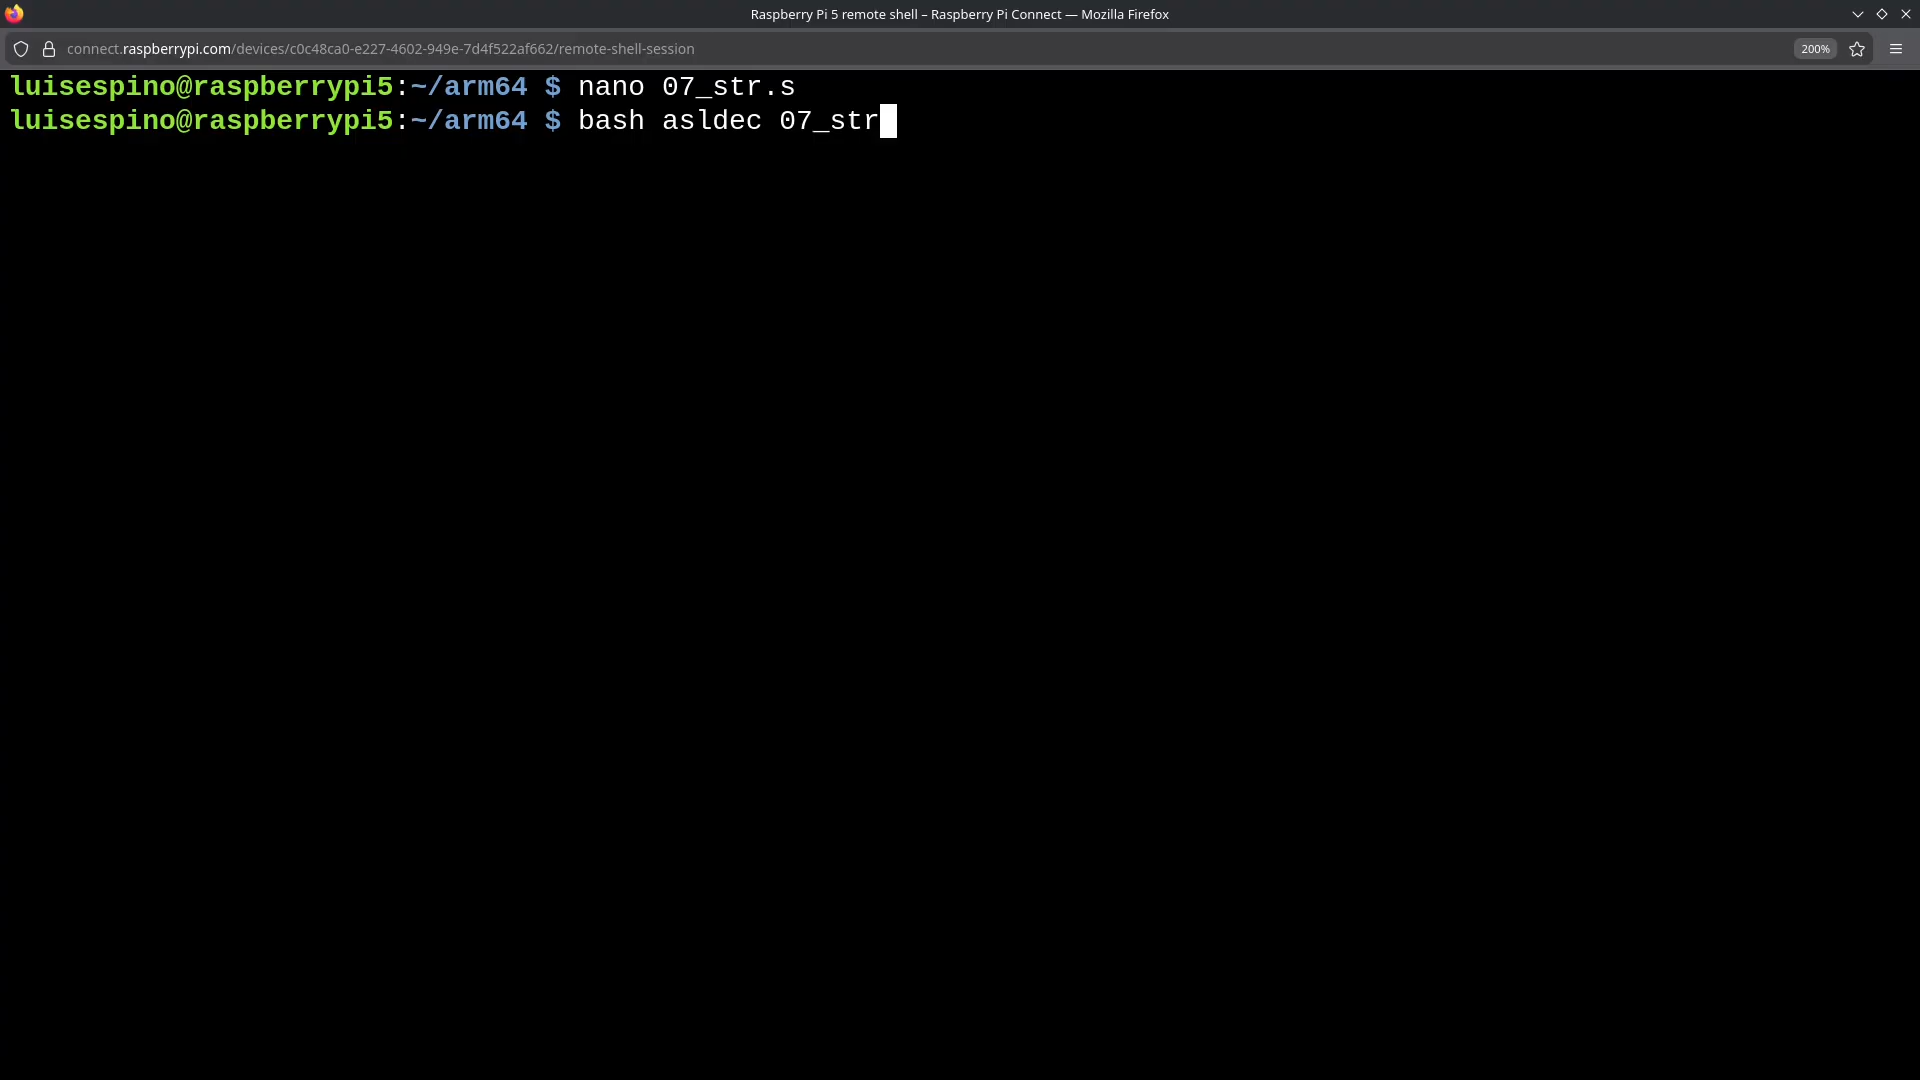 Raspberry Pi 5 remote shell – Raspberry Pi Connect — Mozilla Firefox
connect.raspberrypi.com/devices/c0c48ca0-e227-4602-949e-7d4f522af662/remote-shell-session
200%
luisespino@raspberrypi5:~/arm64 $ nano 07_str.s
luisespino@raspberrypi5:~/arm64 $ bash asldec 07_str